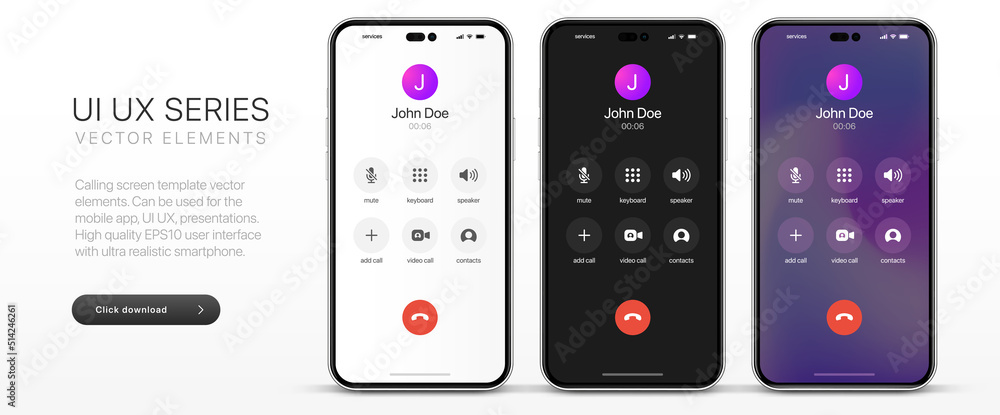 UI UX SERIES
VECTOR ELEMENTS
Calling screen template vector
elements. Can be used for the
mobile app, UI UX, presentations.
High quality EPS10 user interface
with ultra realistic smartphone.
Click download
services
J
John Doe
00:06
mute keyboard speaker
add call video call contacts
services
J
John Doe
00:06
mute keyboard speaker
add call video call contacts
services
J
John Doe
00:06
mute keyboard speaker
add call video call contacts
Adobe Stock | #514246261